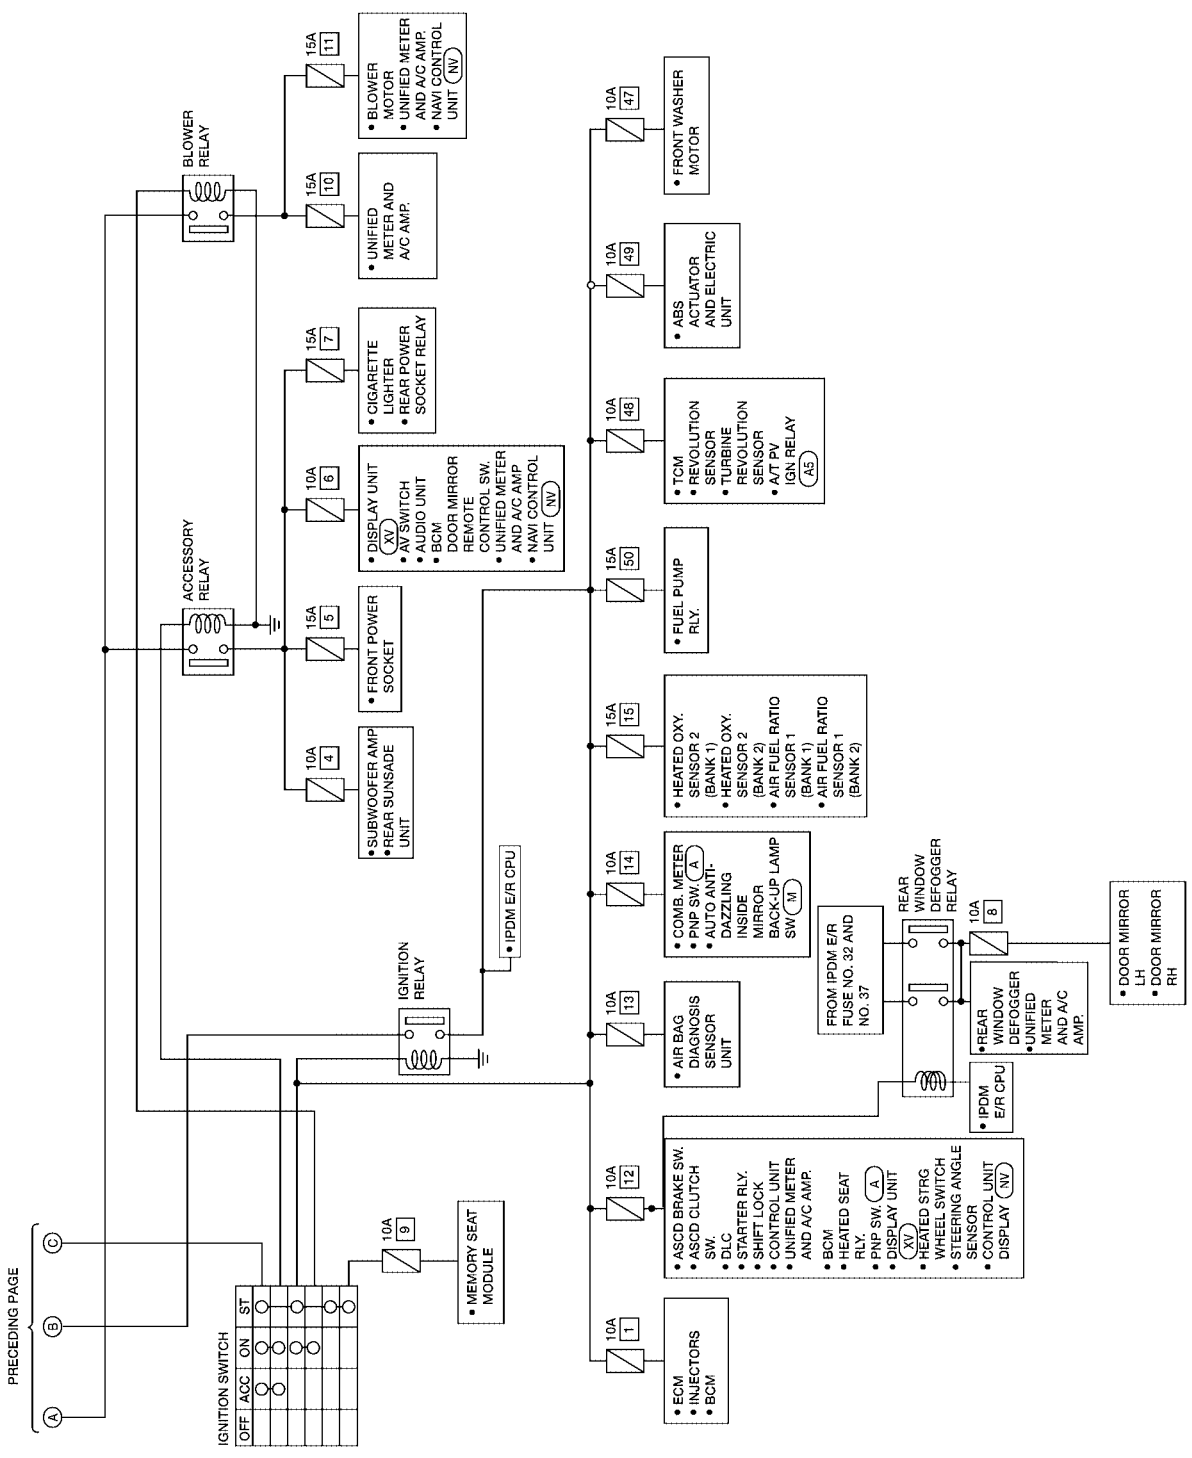 PRECEDING PAGE
A
B
C
IGNITION SWITCH
OFF
ACC
ON
ST
10A
9
• MEMORY SEAT
MODULE
BLOWER
RELAY
ACCESSORY
RELAY
IGNITION
RELAY
• IPDM E/R CPU
10A
4
• SUBWOOFER AMP
• REAR SUNSADE
UNIT
15A
5
• FRONT POWER
SOCKET
10A
6
• DISPLAY UNIT
XV
• AV SWITCH
• AUDIO UNIT
• BCM
DOOR MIRROR
REMOTE
CONTROL SW.
• UNIFIED METER
AND A/C AMP
• NAVI CONTROL
UNIT NV
15A
7
• CIGARETTE
LIGHTER
• REAR POWER
SOCKET RELAY
15A
10
• UNIFIED
METER AND
A/C AMP.
15A
11
• BLOWER
MOTOR
• UNIFIED METER
AND A/C AMP.
• NAVI CONTROL
UNIT NV
10A
1
• ECM
• INJECTORS
• BCM
10A
12
• ASCD BRAKE SW.
• ASCD CLUTCH
SW.
• DLC
• STARTER RLY.
• SHIFT LOCK
• CONTROL UNIT
• UNIFIED METER
AND A/C AMP.
• BCM
• HEATED SEAT
RLY.
• PNP SW. A
• DISPLAY UNIT
XV
• HEATED STRG
WHEEL SWITCH
• STEERING ANGLE
SENSOR
• CONTROL UNIT
DISPLAY NV
10A
13
• AIR BAG
DIAGNOSIS
SENSOR
UNIT
10A
14
• COMB. METER
• PNP SW. A
• AUTO ANTI-
DAZZLING
INSIDE
MIRROR
BACK-UP LAMP
SW M
15A
15
• HEATED OXY.
SENSOR 2
(BANK 1)
• HEATED OXY.
SENSOR 2
(BANK 2)
• AIR FUEL RATIO
SENSOR 1
(BANK 1)
• AIR FUEL RATIO
SENSOR 1
(BANK 2)
15A
50
• FUEL PUMP
RLY.
10A
48
• TCM
• REVOLUTION
SENSOR
• TURBINE
REVOLUTION
SENSOR
• A/T PV
IGN RELAY
A5
10A
49
• ABS
ACTUATOR
AND ELECTRIC
UNIT
10A
47
• FRONT WASHER
MOTOR
FROM IPDM E/R
FUSE NO. 32 AND
NO. 37
REAR
WINDOW
DEFOGGER
RELAY
• IPDM
E/R CPU
• REAR
WINDOW
DEFOGGER
• UNIFIED
METER
AND A/C
AMP.
10A
8
• DOOR MIRROR
LH
• DOOR MIRROR
RH